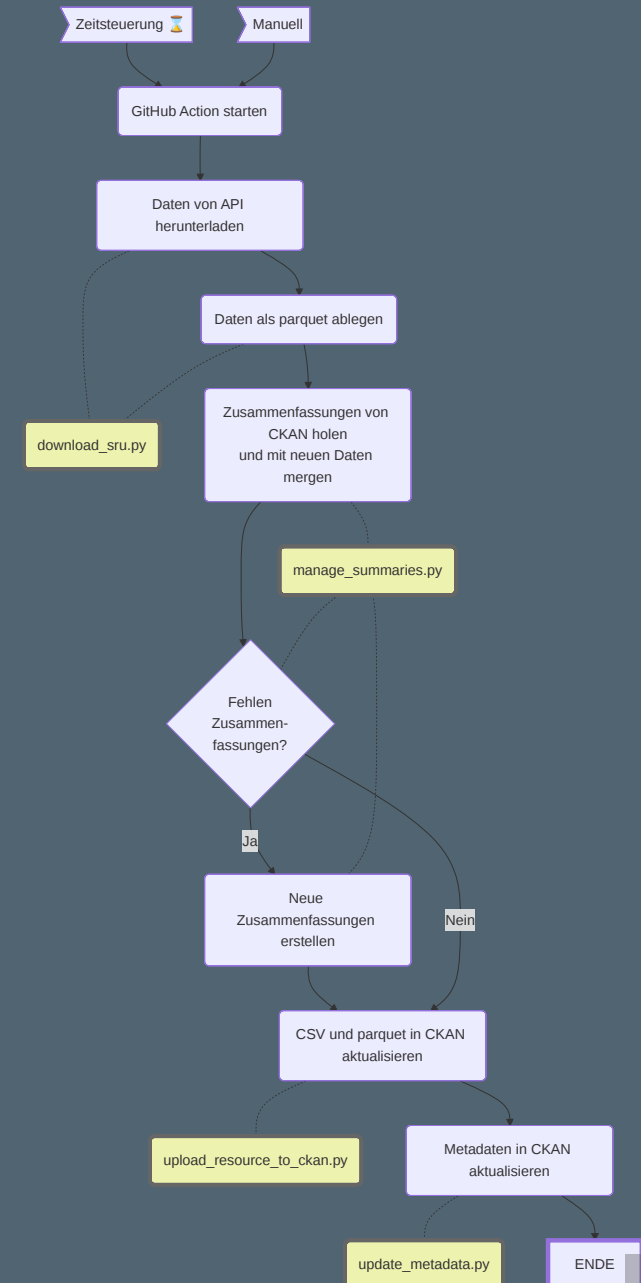 Zeitsteuerung ⌛
Manuell
GitHub Action starten
Daten von API
herunterladen
Daten als parquet ablegen
Zusammenfassungen von
CKAN holen
und mit neuen Daten
mergen
download_sru.py
manage_summaries.py
Fehlen
Zusammen-
fassungen?
Ja
Neue
Zusammenfassungen
erstellen
Nein
CSV und parquet in CKAN
aktualisieren
upload_resource_to_ckan.py
Metadaten in CKAN
aktualisieren
update_metadata.py
ENDE